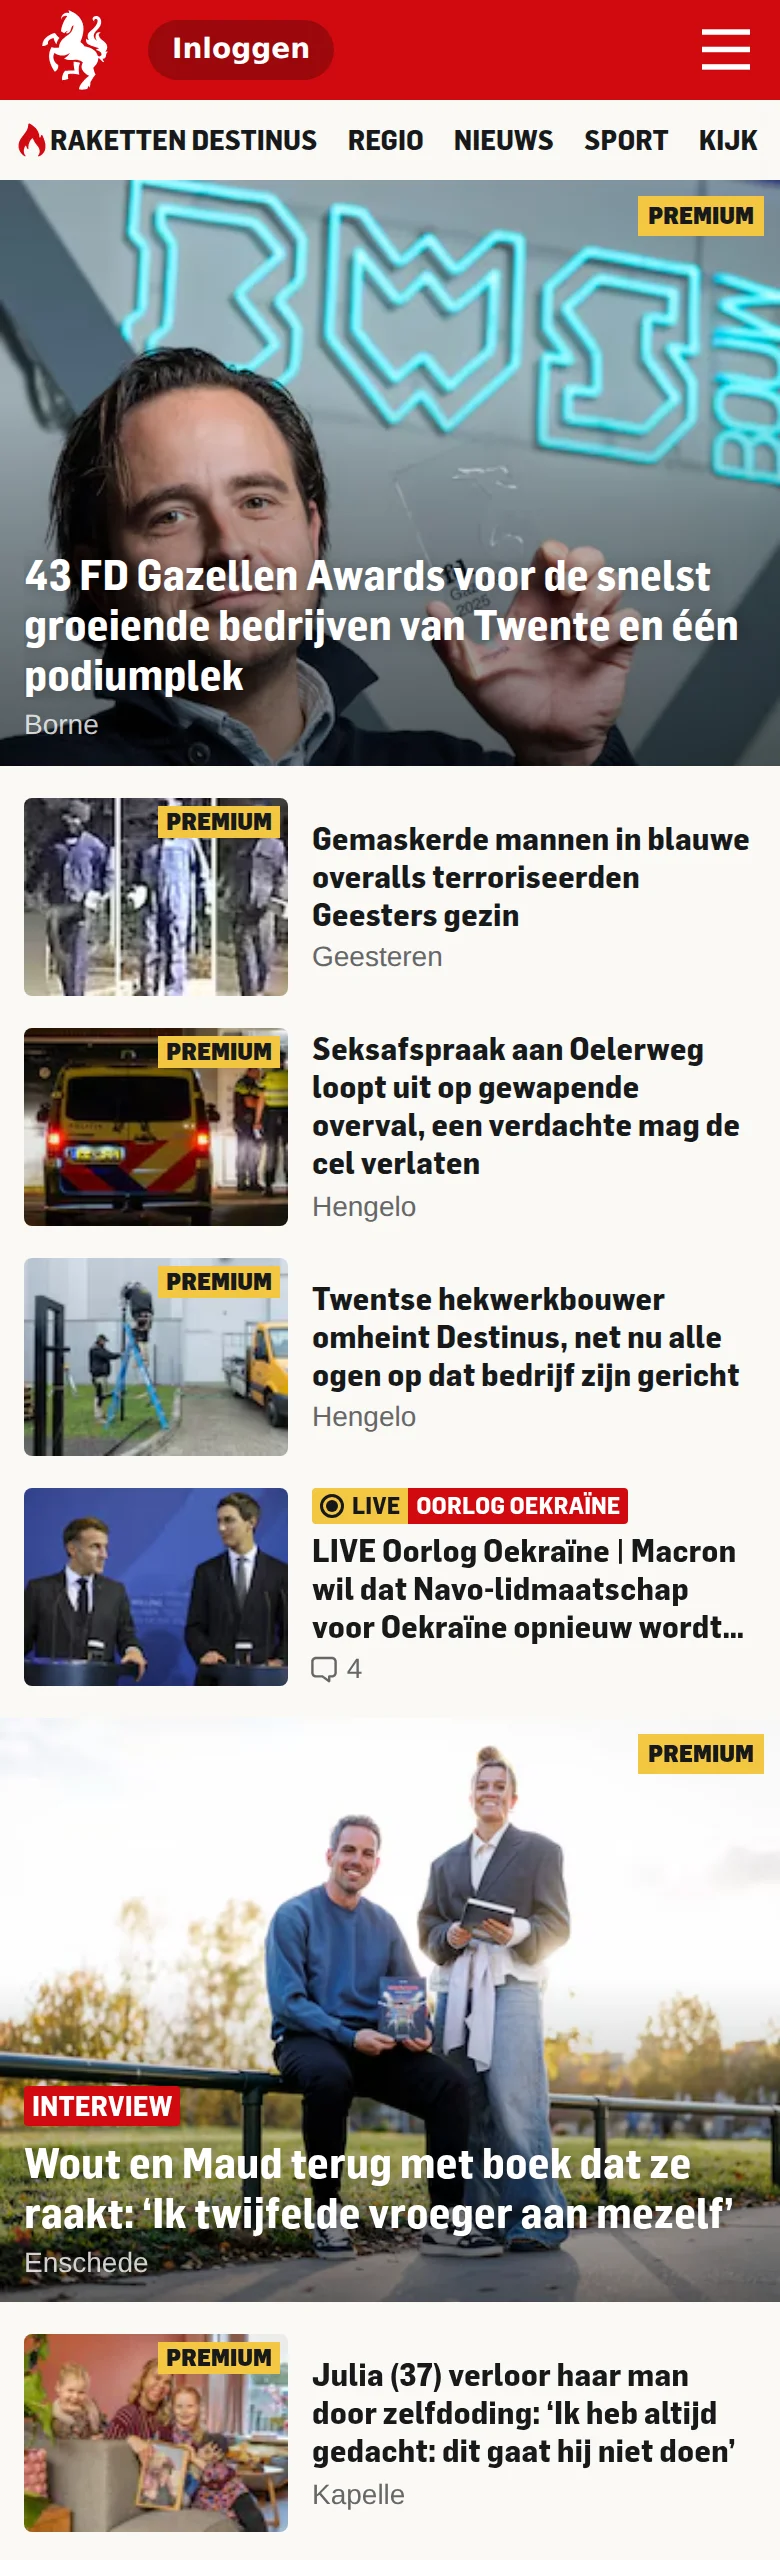 Inloggen
RAKETTEN DESTINUS REGIO NIEUWS SPORT KIJK
PREMIUM
BWS
BOUW
2025
43 FD Gazellen Awards voor de snelst
groeiende bedrijven van Twente en één
podiumplek
Borne
PREMIUM
Gemaskerde mannen in blauwe
overalls terroriseerden
Geesters gezin
Geesteren
PREMIUM
Seksafspraak aan Oelerweg
loopt uit op gewapende
overval, een verdachte mag de
cel verlaten
Hengelo
PREMIUM
Twentse hekwerkbouwer
omheint Destinus, net nu alle
ogen op dat bedrijf zijn gericht
Hengelo
LIVE OORLOG OEKRAÏNE
LIVE Oorlog Oekraïne | Macron
wil dat Navo-lidmaatschap
voor Oekraïne opnieuw wordt...
4
PREMIUM
INTERVIEW
Wout en Maud terug met boek dat ze
raakt: ‘Ik twijfelde vroeger aan mezelf’
Enschede
PREMIUM
Julia (37) verloor haar man
door zelfdoding: ‘Ik heb altijd
gedacht: dit gaat hij niet doen’
Kapelle